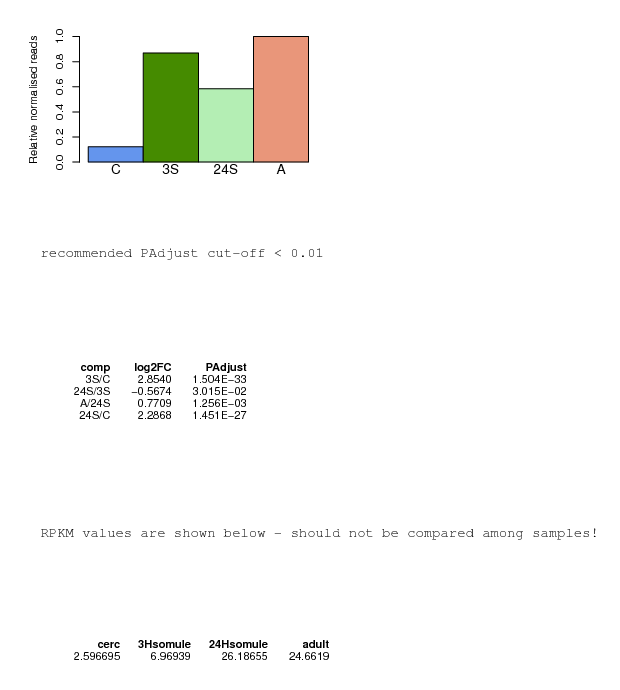 Relative normalised reads
1.0
0.8
0.6
0.4
0.2
0.0
C 3S 24S A
recommended PAdjust cut-off < 0.01
comp log2FC PAdjust
3S/C 2.8540 1.504E−33
24S/3S −0.5674 3.015E−02
A/24S 0.7709 1.256E−03
24S/C 2.2868 1.451E−27
RPKM values are shown below - should not be compared among samples!
cerc 3Hsomule 24Hsomule adult
2.596695 6.96939 26.18655 24.6619